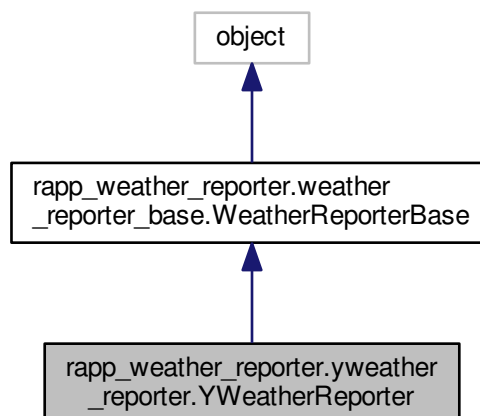 object
rapp_weather_reporter.weather
_reporter_base.WeatherReporterBase
rapp_weather_reporter.yweather
_reporter.YWeatherReporter